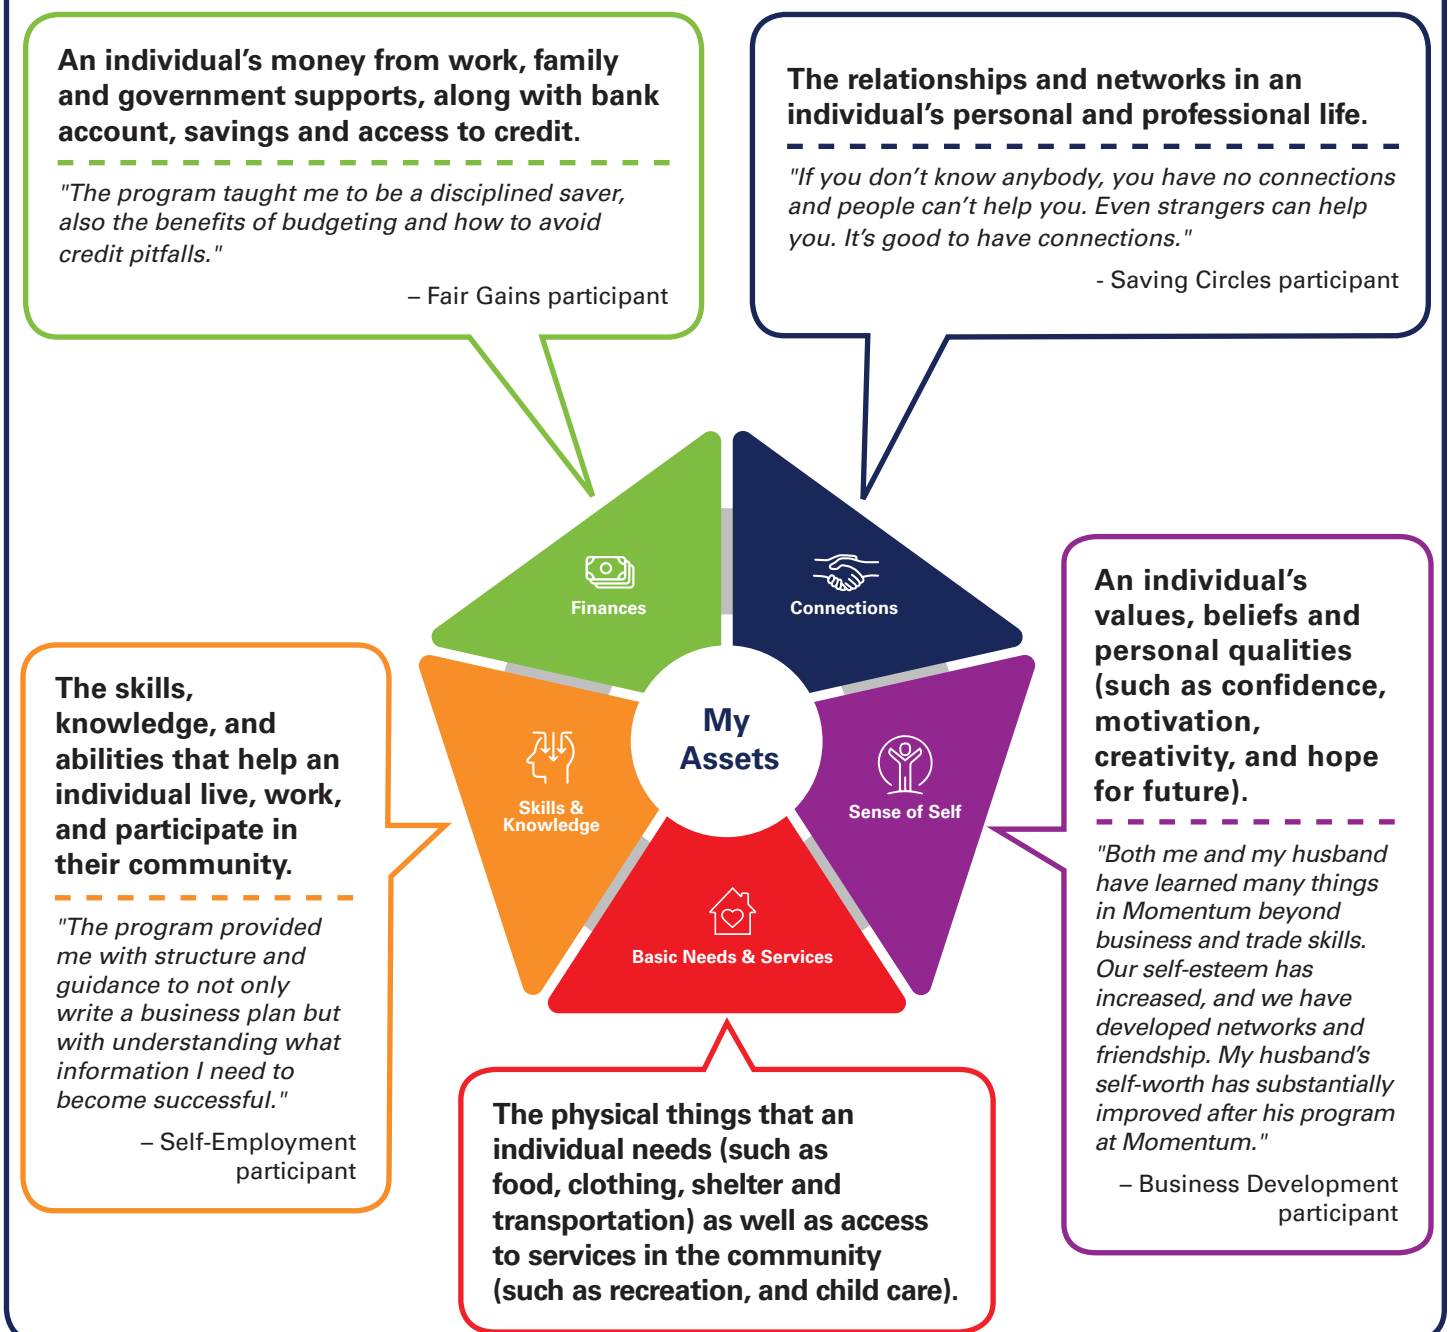 An individual’s money from work, family
and government supports, along with bank
account, savings and access to credit.
"The program taught me to be a disciplined saver,
also the benefits of budgeting and how to avoid
credit pitfalls."
– Fair Gains participant
The relationships and networks in an
individual’s personal and professional life.
"If you don’t know anybody, you have no connections
and people can’t help you. Even strangers can help
you. It’s good to have connections."
- Saving Circles participant
Finances
Connections
My
Assets
Skills &
Knowledge
Sense of Self
Basic Needs & Services
An individual’s
values, beliefs and
personal qualities
(such as confidence,
motivation,
creativity, and hope
for future).
"Both me and my husband
have learned many things
in Momentum beyond
business and trade skills.
Our self-esteem has
increased, and we have
developed networks and
friendship. My husband’s
self-worth has substantially
improved after his program
at Momentum."
– Business Development
participant
The skills,
knowledge, and
abilities that help an
individual live, work,
and participate in
their community.
"The program provided
me with structure and
guidance to not only
write a business plan but
with understanding what
information I need to
become successful."
– Self-Employment
participant
The physical things that an
individual needs (such as
food, clothing, shelter and
transportation) as well as access
to services in the community
(such as recreation, and child care).